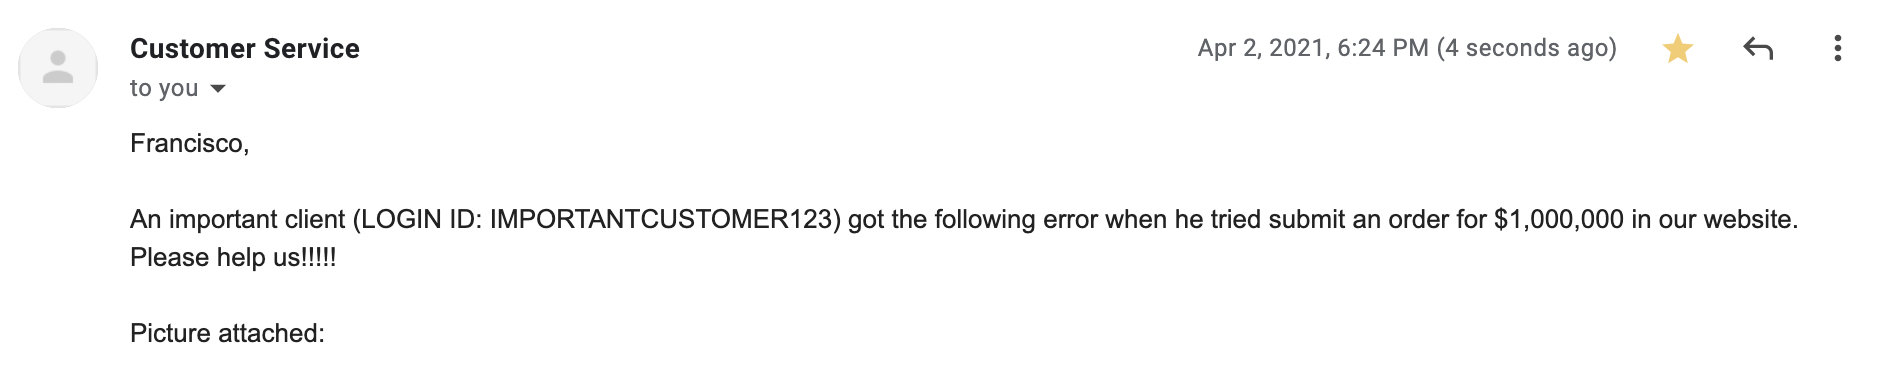 Customer Service
Apr 2, 2021, 6:24 PM (4 seconds ago)
to you
Francisco,
An important client (LOGIN ID: IMPORTANTCUSTOMER123) got the following error when he tried submit an order for $1,000,000 in our website.
Please help us!!!!!
Picture attached: